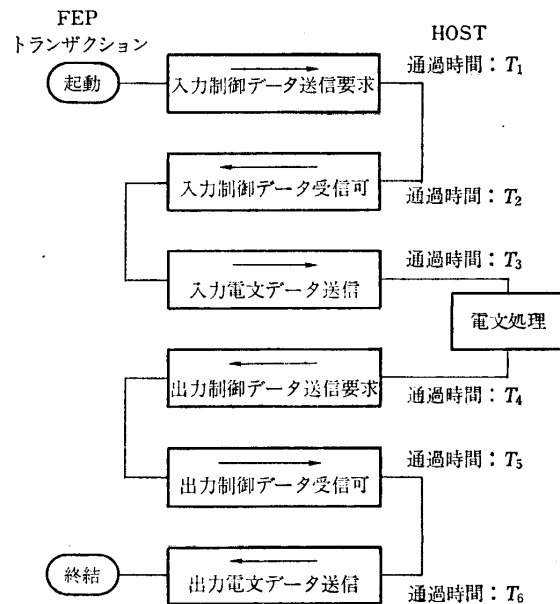 FEP
トランザクション
HOST
起動
入力制御データ送信要求
通過時間：T₁
入力制御データ受信可
通過時間：T₂
入力電文データ送信
通過時間：T₃
電文処理
出力制御データ送信要求
通過時間：T₄
出力制御データ受信可
通過時間：T₅
終結
出力電文データ送信
通過時間：T₆